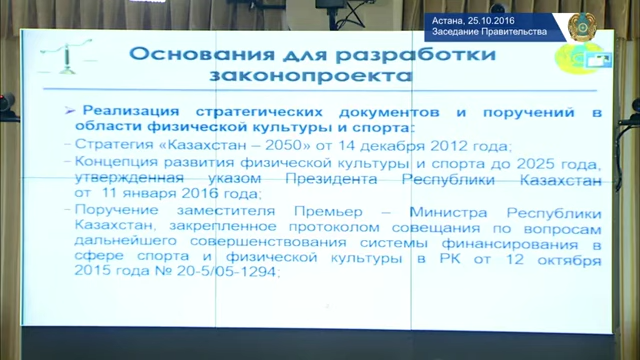 Астана, 25.10.2016
Заседание Правительства
Основания для разработки
законопроекта
Реализация стратегических документов и поручений в
области физической культуры и спорта:
– Стратегия «Казахстан – 2050» от 14 декабря 2012 года;
– Концепция развития физической культуры и спорта до 2025 года,
утвержденная указом Президента Республики Казахстан
от 11 января 2016 года;
– Поручение заместителя Премьер – Министра Республики
Казахстан, закрепленное протоколом совещания по вопросам
дальнейшего совершенствования системы финансирования в
сфере спорта и физической культуры в РК от 12 октября
2015 года № 20-5/05-1294;